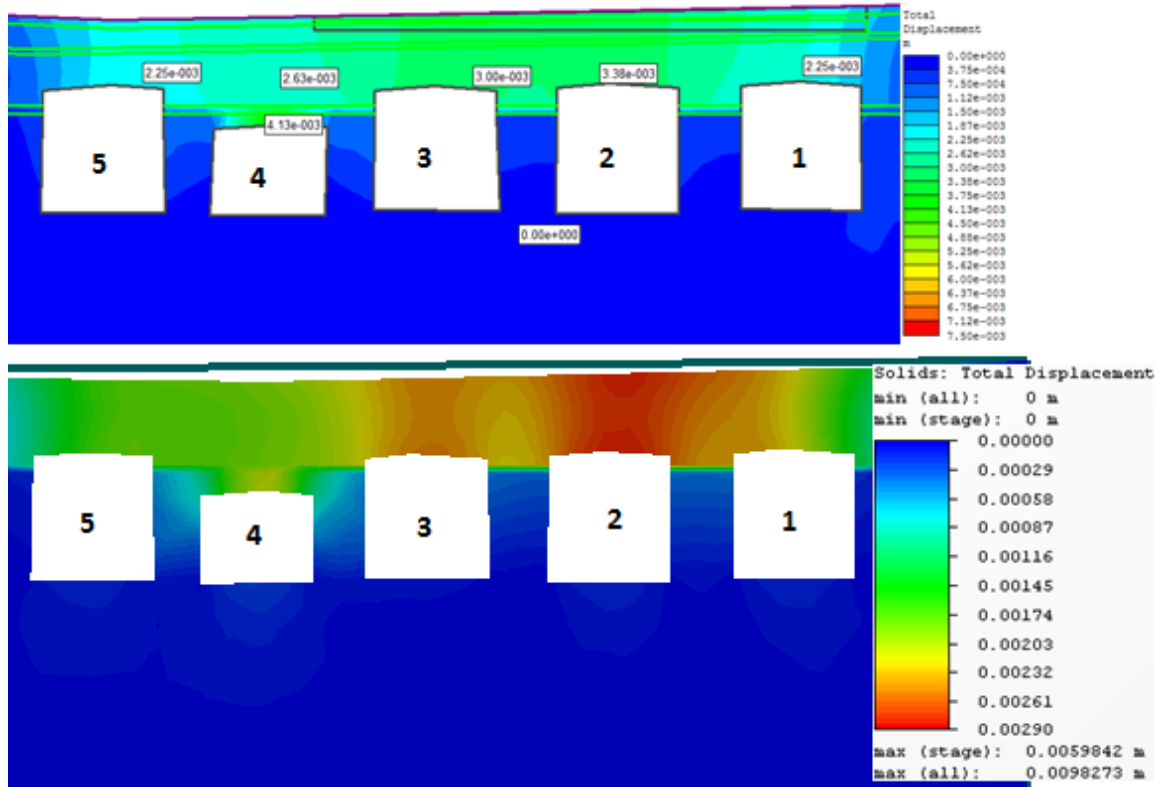 Total
Displacement
m
0.00e+000
3.75e-004
7.50e-004
1.12e-003
1.50e-003
1.87e-003
2.25e-003
2.62e-003
3.00e-003
3.38e-003
3.75e-003
4.13e-003
4.50e-003
4.88e-003
5.25e-003
5.62e-003
6.00e-003
6.37e-003
6.75e-003
7.12e-003
7.50e-003
2.25e-003
2.63e-003
3.00e-003
3.38e-003
2.25e-003
4.13e-003
5
4
3
2
1
0.00e+000
Solids: Total Displacement
min (all): 0 m
min (stage): 0 m
0.00000
0.00029
0.00058
0.00087
0.00116
0.00145
0.00174
0.00203
0.00232
0.00261
0.00290
max (stage): 0.0059842 m
max (all): 0.0098273 m
5
4
3
2
1